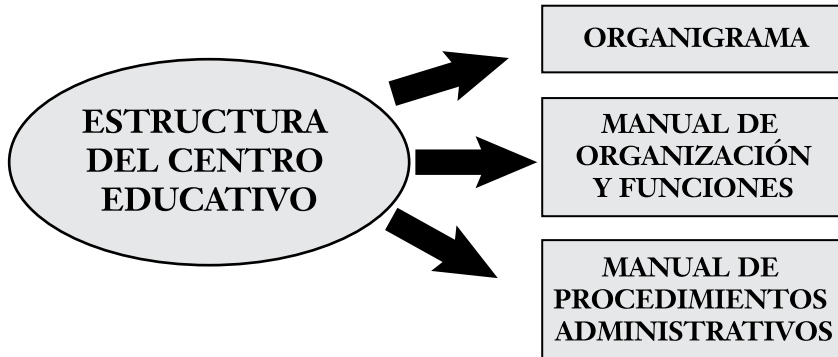 ESTRUCTURA
DEL CENTRO
EDUCATIVO
ORGANIGRAMA
MANUAL DE
ORGANIZACIÓN
Y FUNCIONES
MANUAL DE
PROCEDIMIENTOS
ADMINISTRATIVOS